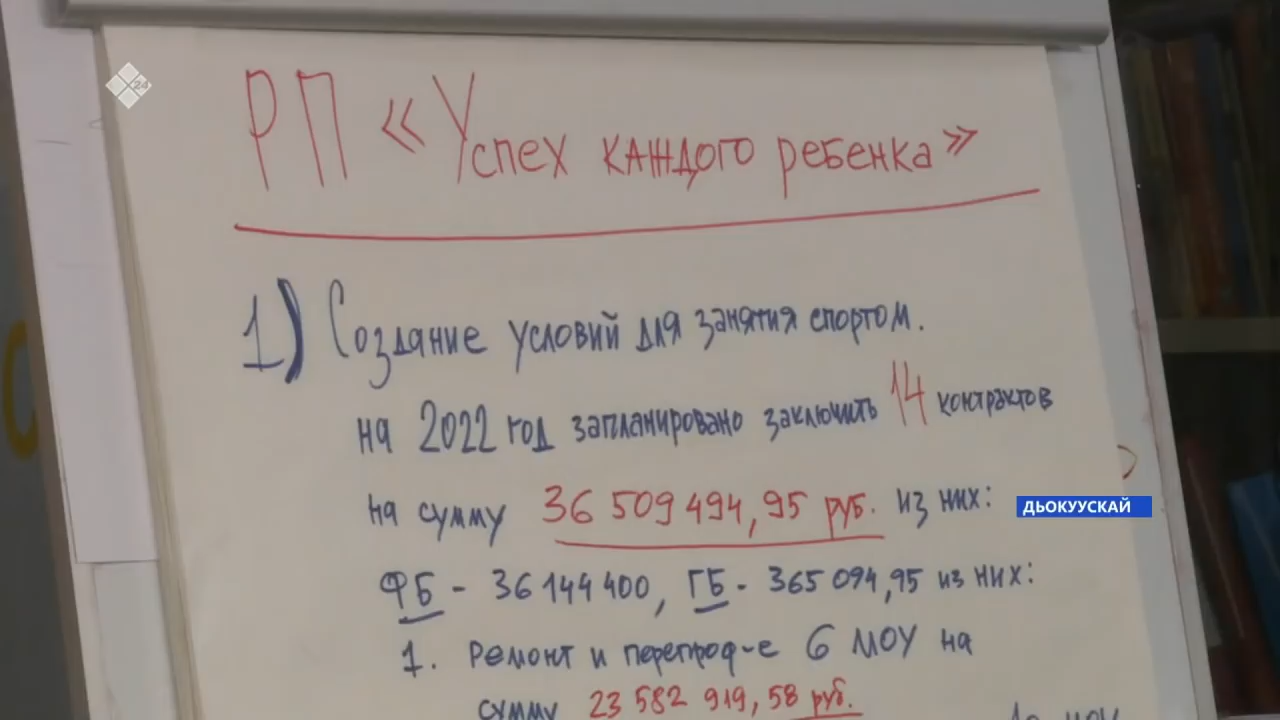 24
РП «Успех каждого ребенка»
1) Создание условий для занятия спортом.
на 2022 год запланировано заключить 14 контрактов
на сумму 36 509 494,95 руб. из них:
ДЬОКУУСКАЙ
ФБ - 36 144 400, ГБ - 365 094,95 из них:
1. Ремонт и перепроф-е 6 МОУ на
сумму 23 582 919,58 руб.